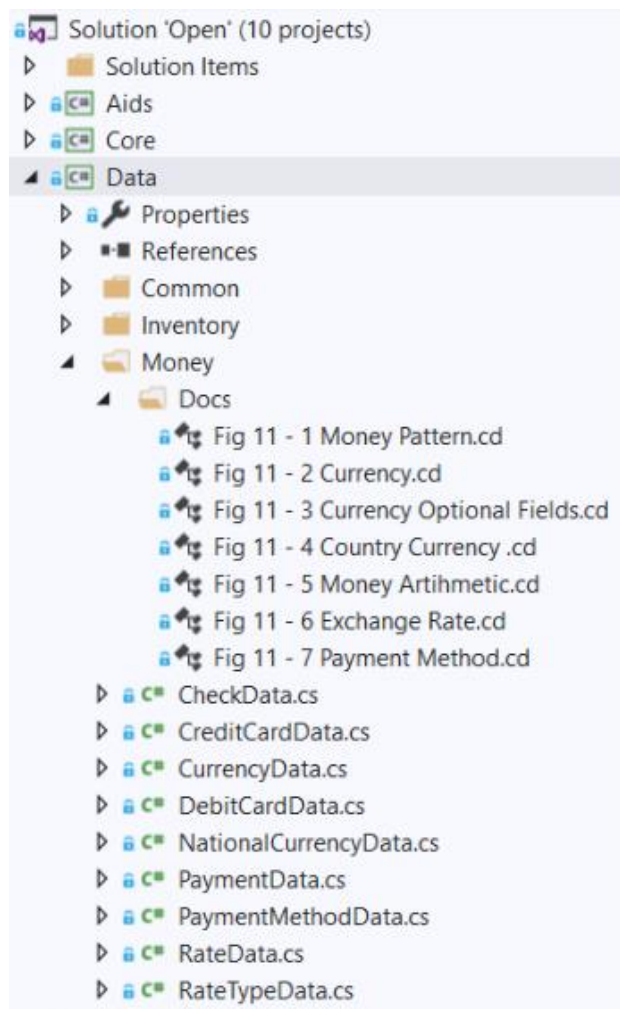 Solution 'Open' (10 projects)
Solution Items
C# Aids
C# Core
C# Data
Properties
References
Common
Inventory
Money
Docs
Fig 11 - 1 Money Pattern.cd
Fig 11 - 2 Currency.cd
Fig 11 - 3 Currency Optional Fields.cd
Fig 11 - 4 Country Currency .cd
Fig 11 - 5 Money Artihmetic.cd
Fig 11 - 6 Exchange Rate.cd
Fig 11 - 7 Payment Method.cd
C# CheckData.cs
C# CreditCardData.cs
C# CurrencyData.cs
C# DebitCardData.cs
C# NationalCurrencyData.cs
C# PaymentData.cs
C# PaymentMethodData.cs
C# RateData.cs
C# RateTypeData.cs